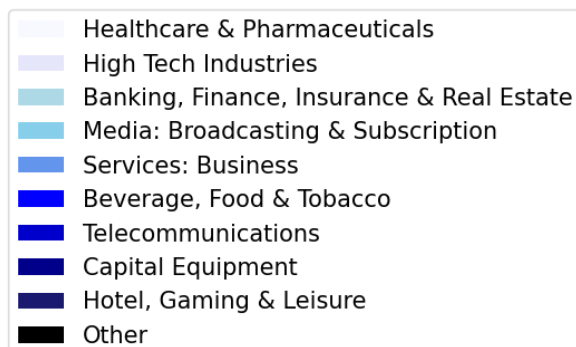 Healthcare & Pharmaceuticals
High Tech Industries
Banking, Finance, Insurance & Real Estate
Media: Broadcasting & Subscription
Services: Business
Beverage, Food & Tobacco
Telecommunications
Capital Equipment
Hotel, Gaming & Leisure
Other